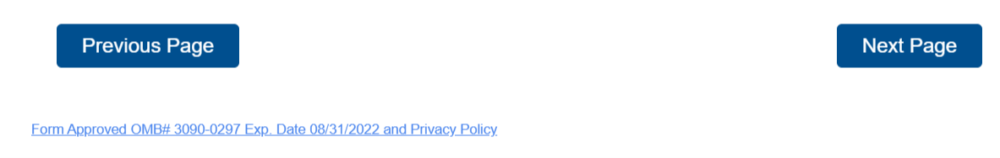 Previous Page
Next Page
Form Approved OMB# 3090-0297 Exp. Date 08/31/2022 and Privacy Policy